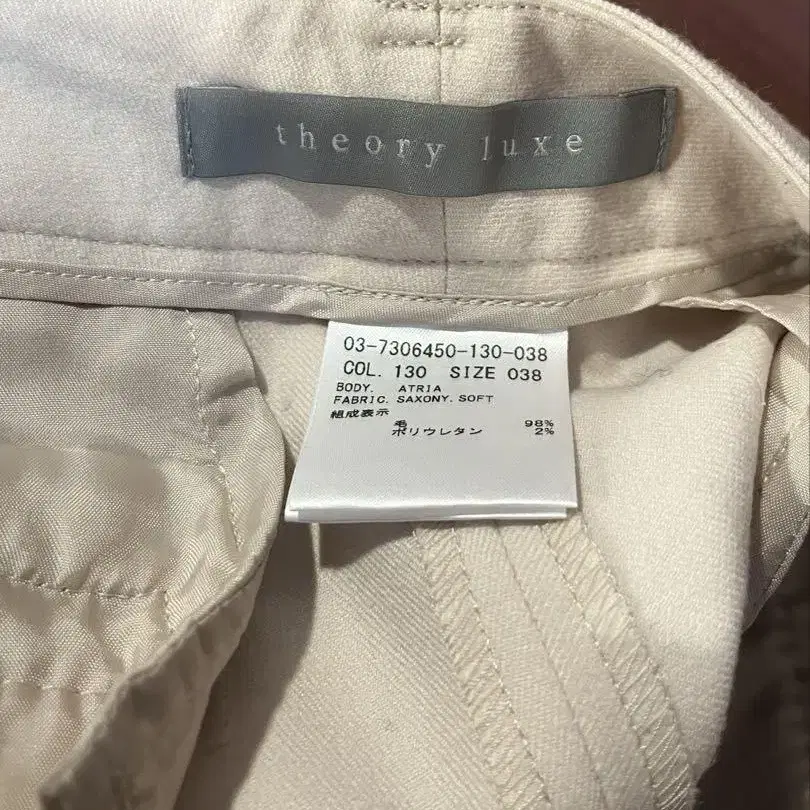 theory luxe
03-7306450-130-038
COL. 130 SIZE 038
BODY. ATRIA
FABRIC. SAXONY. SOFT
組成表示
毛 98%
ポリウレタン 2%